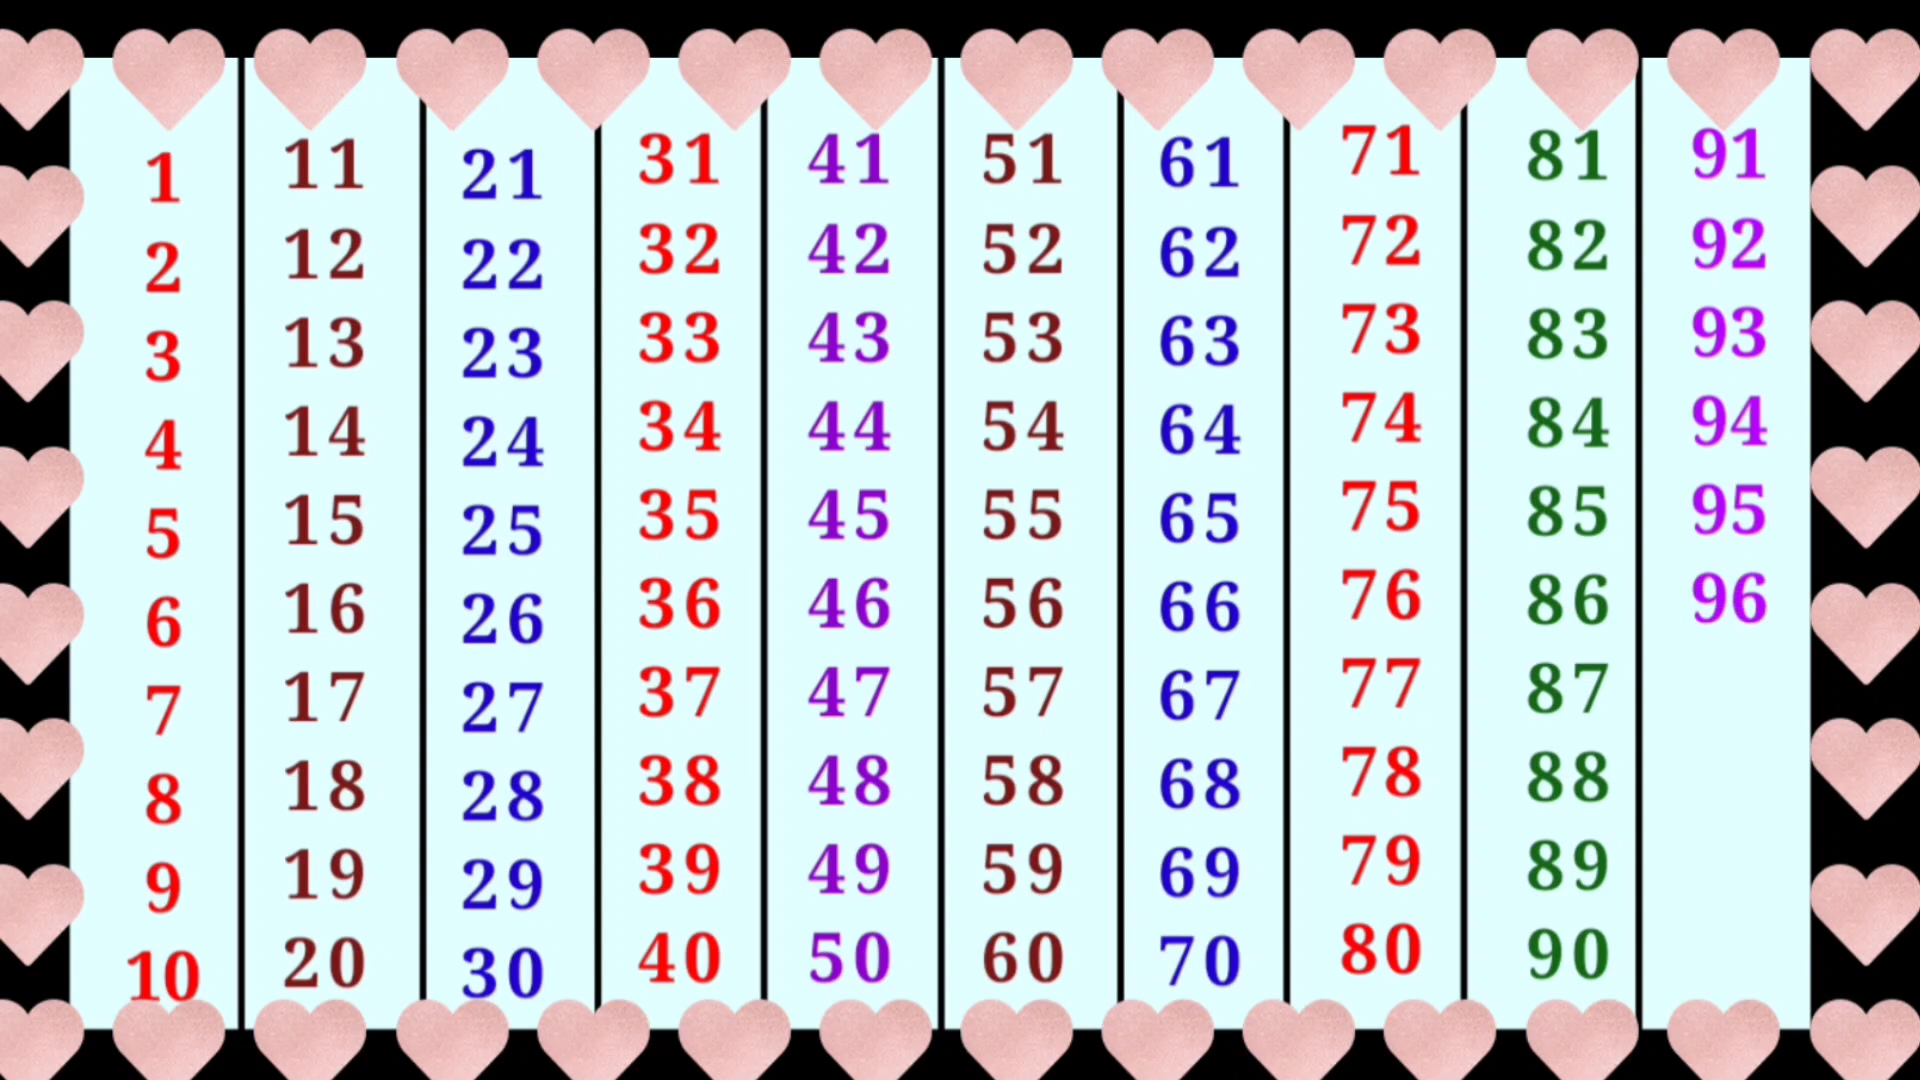 1 11 21 31 41 51 61 71 81 91
2 12 22 32 42 52 62 72 82 92
3 13 23 33 43 53 63 73 83 93
4 14 24 34 44 54 64 74 84 94
5 15 25 35 45 55 65 75 85 95
6 16 26 36 46 56 66 76 86 96
7 17 27 37 47 57 67 77 87
8 18 28 38 48 58 68 78 88
9 19 29 39 49 59 69 79 89
10 20 30 40 50 60 70 80 90